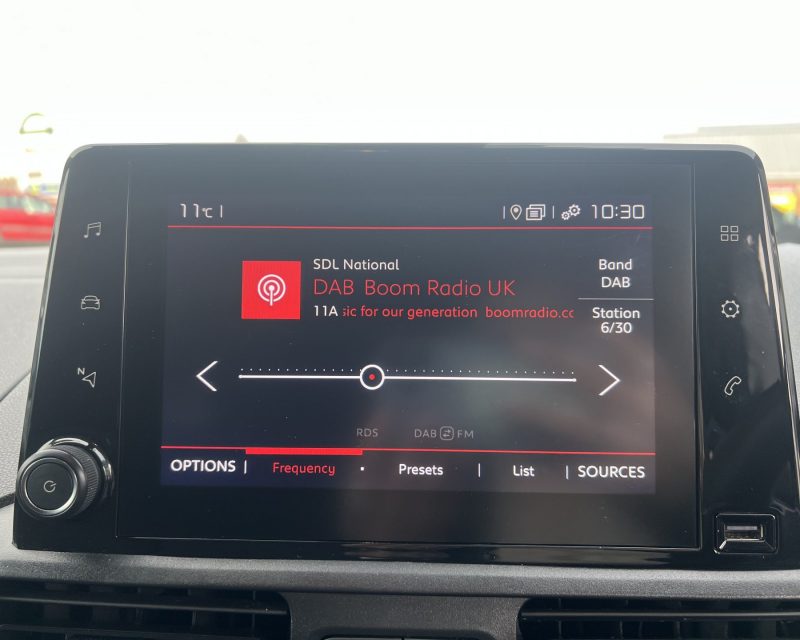 11°C
10:30
SDL National
DAB Boom Radio UK
11A sic for our generation boomradio.cc
Band
DAB
Station
6/30
N
RDS
DAB FM
OPTIONS
Frequency
Presets
List
SOURCES